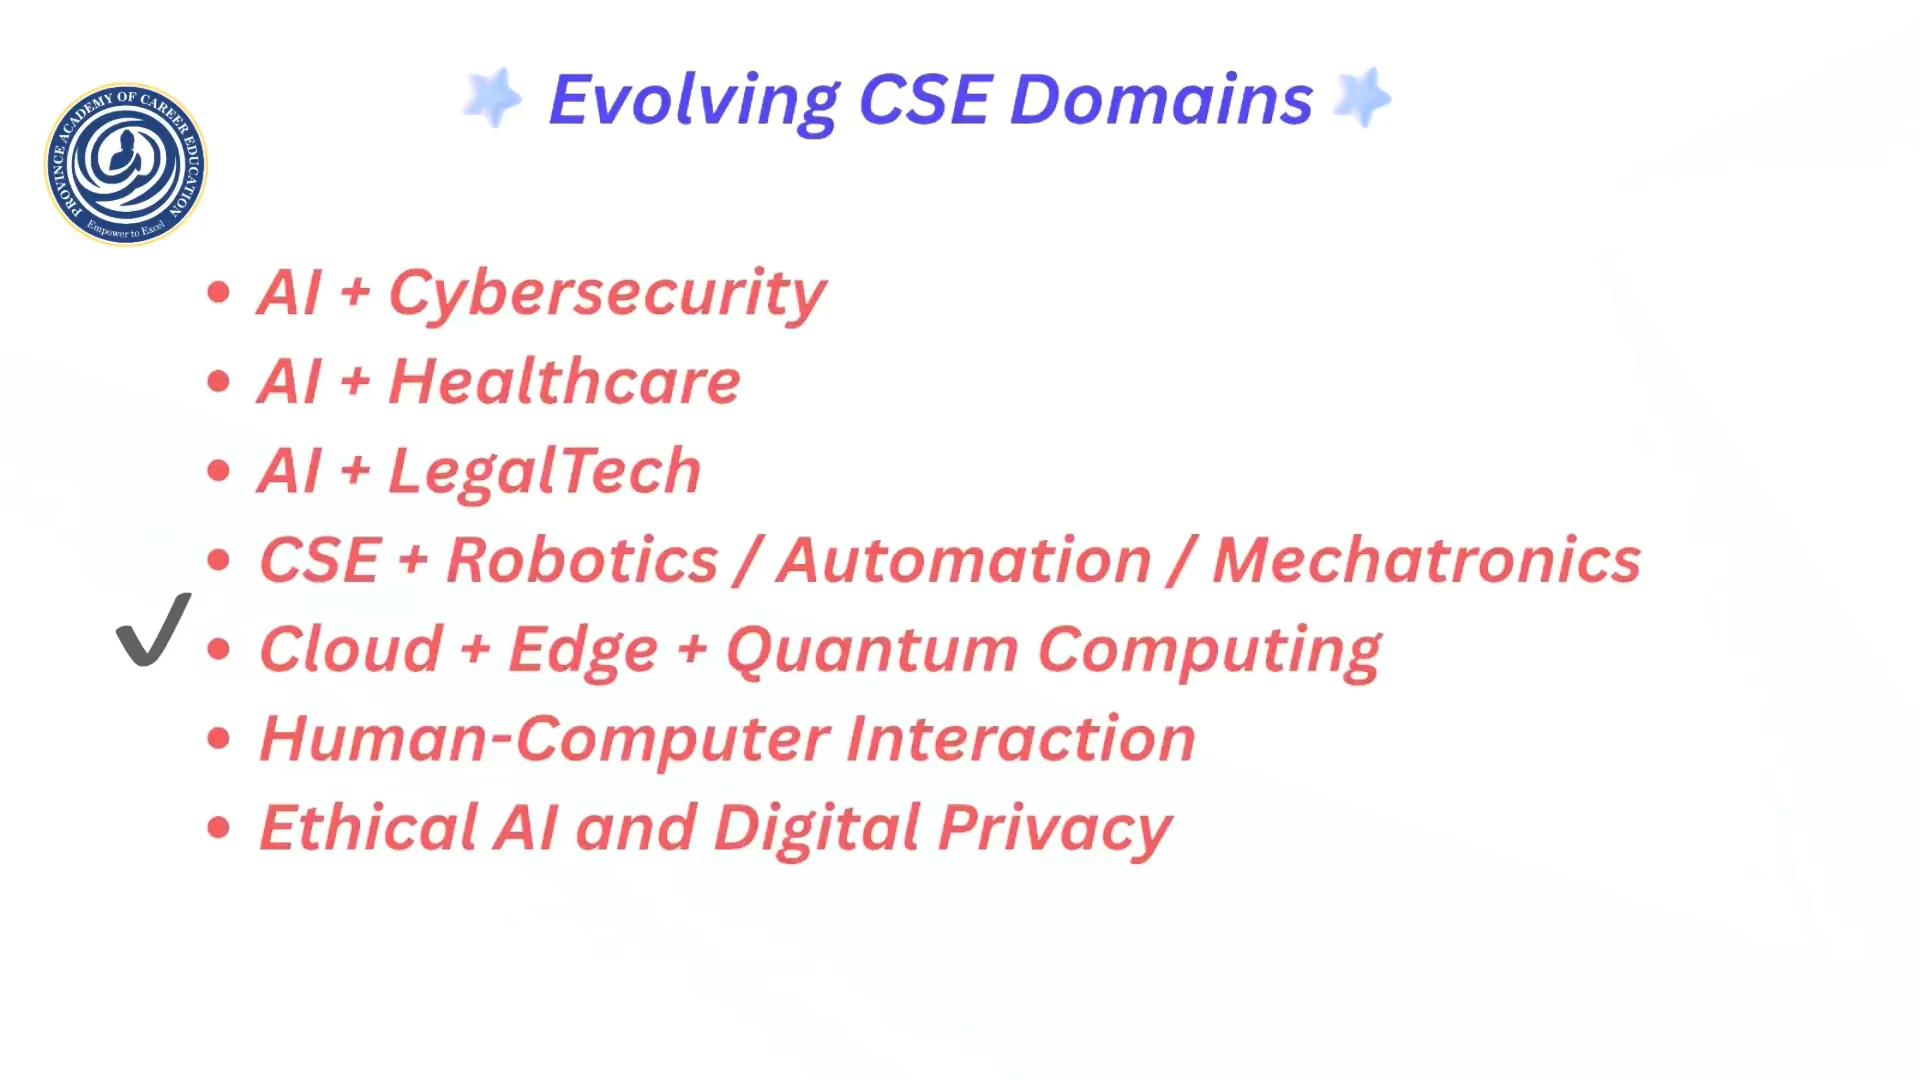 PROVINCE ACADEMY OF CAREER EDUCATION
Empower to Excel
Evolving CSE Domains
• AI + Cybersecurity
• AI + Healthcare
• AI + LegalTech
• CSE + Robotics / Automation / Mechatronics
✔ • Cloud + Edge + Quantum Computing
• Human-Computer Interaction
• Ethical AI and Digital Privacy